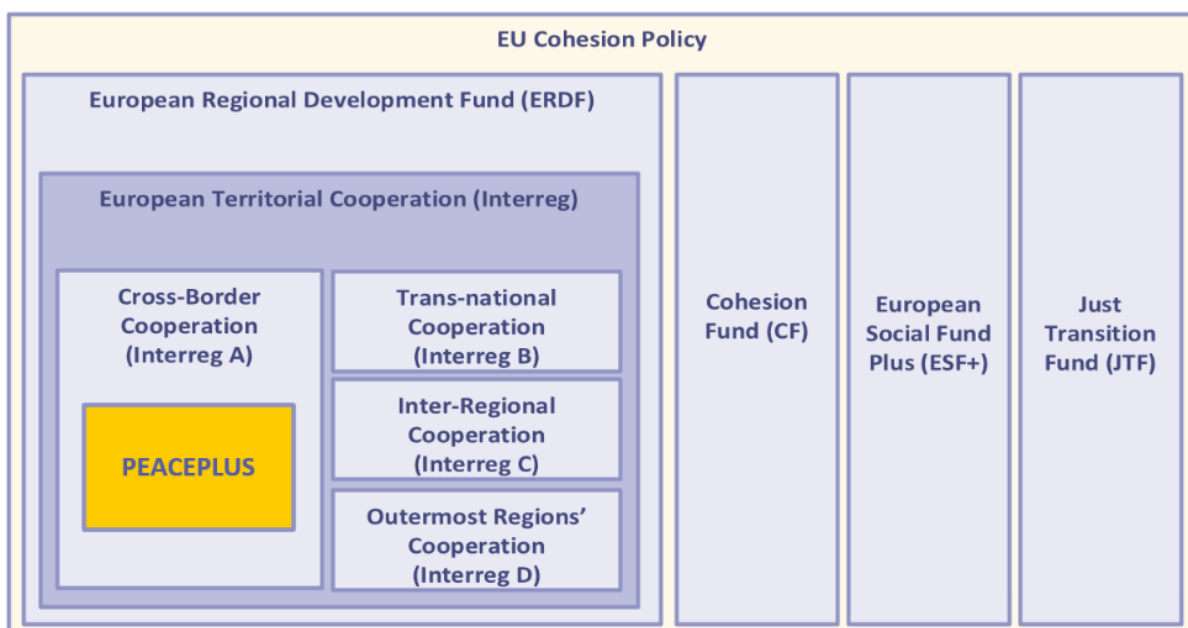 EU Cohesion Policy
European Regional Development Fund (ERDF)
European Territorial Cooperation (Interreg)
Cross-Border
Cooperation
(Interreg A)
PEACEPLUS
Trans-national
Cooperation
(Interreg B)
Inter-Regional
Cooperation
(Interreg C)
Outermost Regions’
Cooperation
(Interreg D)
Cohesion
Fund (CF)
European
Social Fund
Plus (ESF+)
Just
Transition
Fund (JTF)